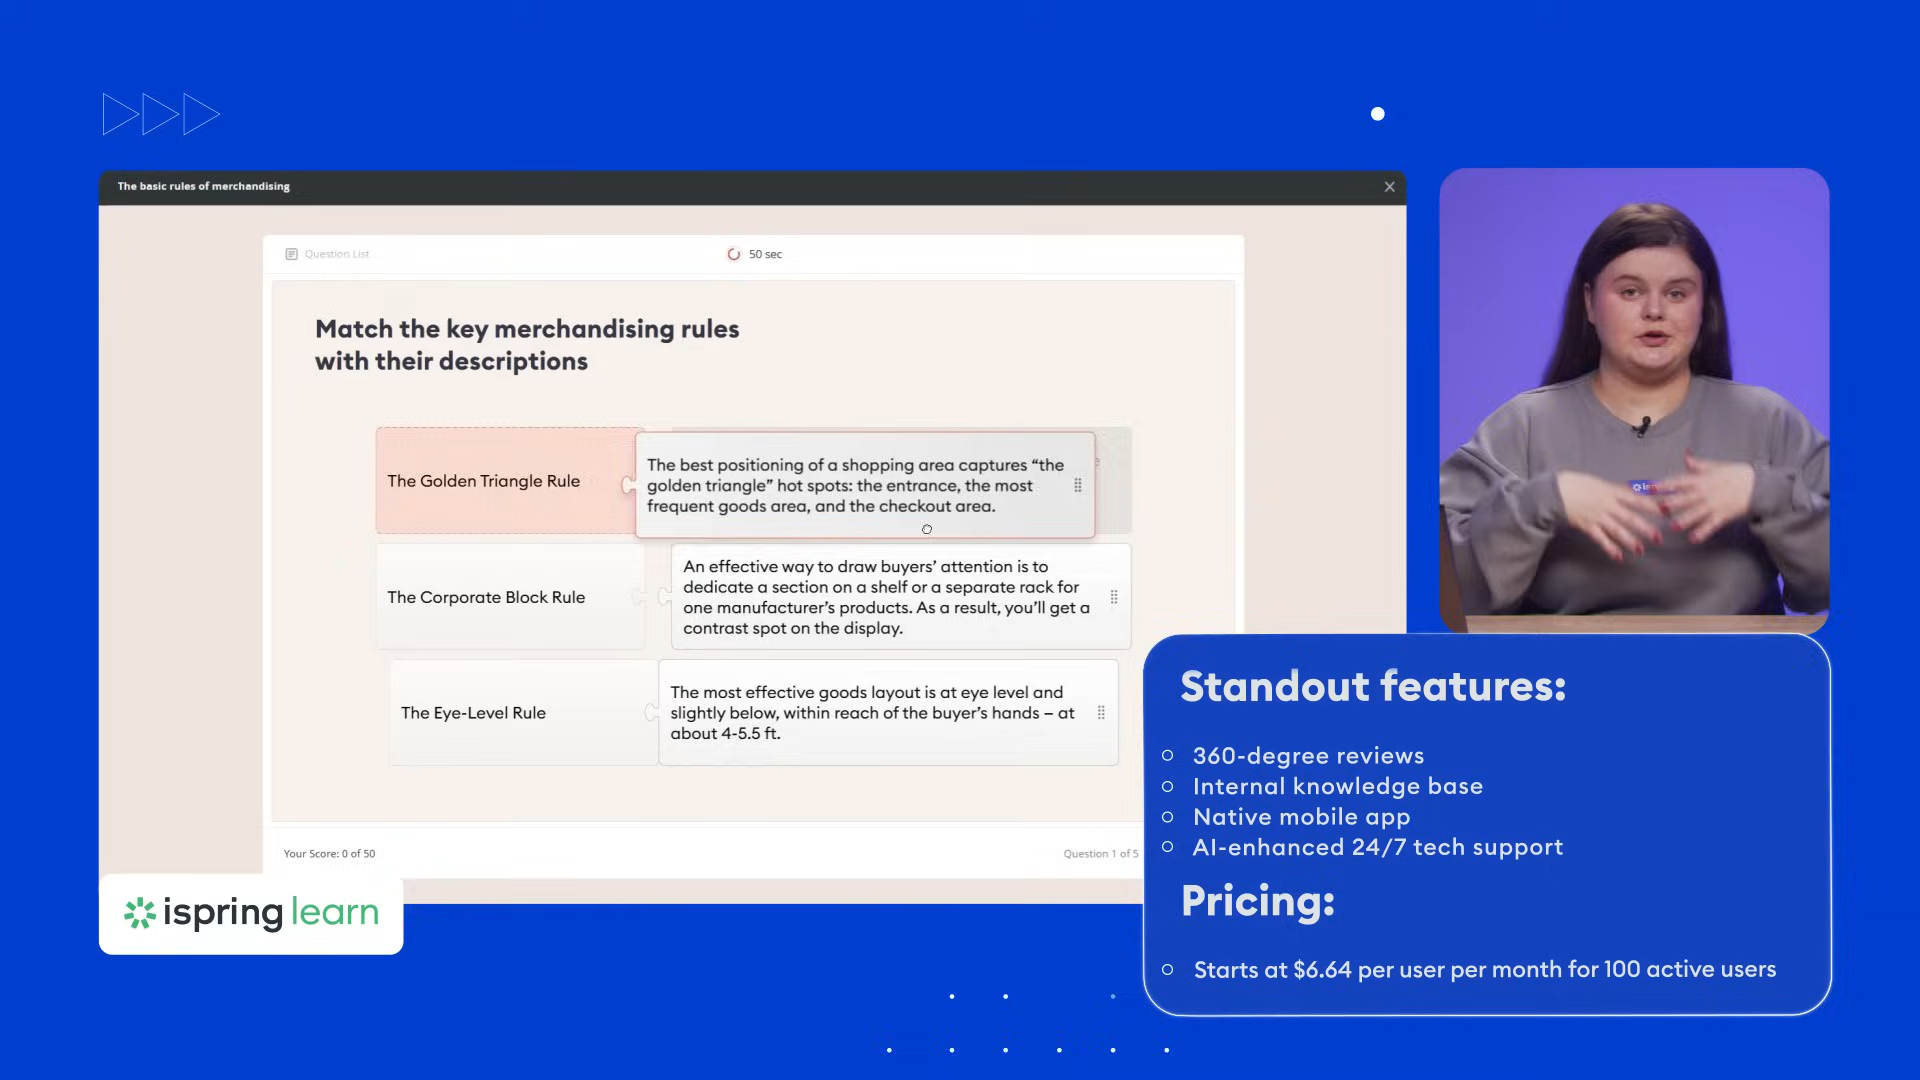 The basic rules of merchandising
Question List
50 sec
Match the key merchandising rules
with their descriptions
The Golden Triangle Rule
The best positioning of a shopping area captures “the
golden triangle” hot spots: the entrance, the most
frequent goods area, and the checkout area.
The Corporate Block Rule
An effective way to draw buyers’ attention is to
dedicate a section on a shelf or a separate rack for
one manufacturer’s products. As a result, you’ll get a
contrast spot on the display.
The Eye-Level Rule
The most effective goods layout is at eye level and
slightly below, within reach of the buyer’s hands – at
about 4-5.5 ft.
Your Score: 0 of 50
Question 1 of 5
ispring learn
Standout features:
360-degree reviews
Internal knowledge base
Native mobile app
AI-enhanced 24/7 tech support
Pricing:
Starts at $6.64 per user per month for 100 active users